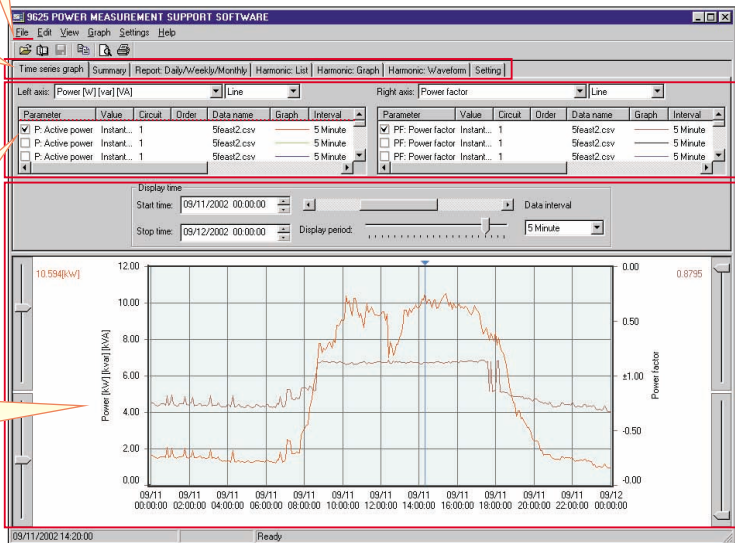 9625 POWER MEASUREMENT SUPPORT SOFTWARE
File Edit View Graph Settings Help
Time series graph Summary Report: Daily/Weekly/Monthly Harmonic: List Harmonic: Graph Harmonic: Waveform Setting
Left axis: Power [W] [var] [VA] Line Right axis: Power factor Line
Parameter Value Circuit Order Data name Graph Interval Parameter Value Circuit Order Data name Graph Interval
P: Active power Instant... 1 5feast2.csv 5 Minute PF: Power factor Instant... 1 5feast2.csv 5 Minute
P: Active power Instant... 1 5feast2.csv 5 Minute PF: Power factor Instant... 1 5feast2.csv 5 Minute
P: Active power Instant... 1 5feast2.csv 5 Minute PF: Power factor Instant... 1 5feast2.csv 5 Minute
Display time
Start time: 09/11/2002 00:00:00 Data interval
Stop time: 09/12/2002 00:00:00 Display period: 5 Minute
10.594[kW] 12.00 0.00 0.8795
10.00
0.50
8.00
Power [kW] [kvar] [kVA]
6.00 ±1.00
Power factor
4.00
-0.50
2.00
0.00 -0.00
09/11 09/11 09/11 09/11 09/11 09/11 09/11 09/11 09/11 09/11 09/11 09/11 09/12
00:00:00 02:00:00 04:00:00 06:00:00 08:00:00 10:00:00 12:00:00 14:00:00 16:00:00 18:00:00 20:00:00 22:00:00 00:00:00
09/11/2002 14:20:00 Ready